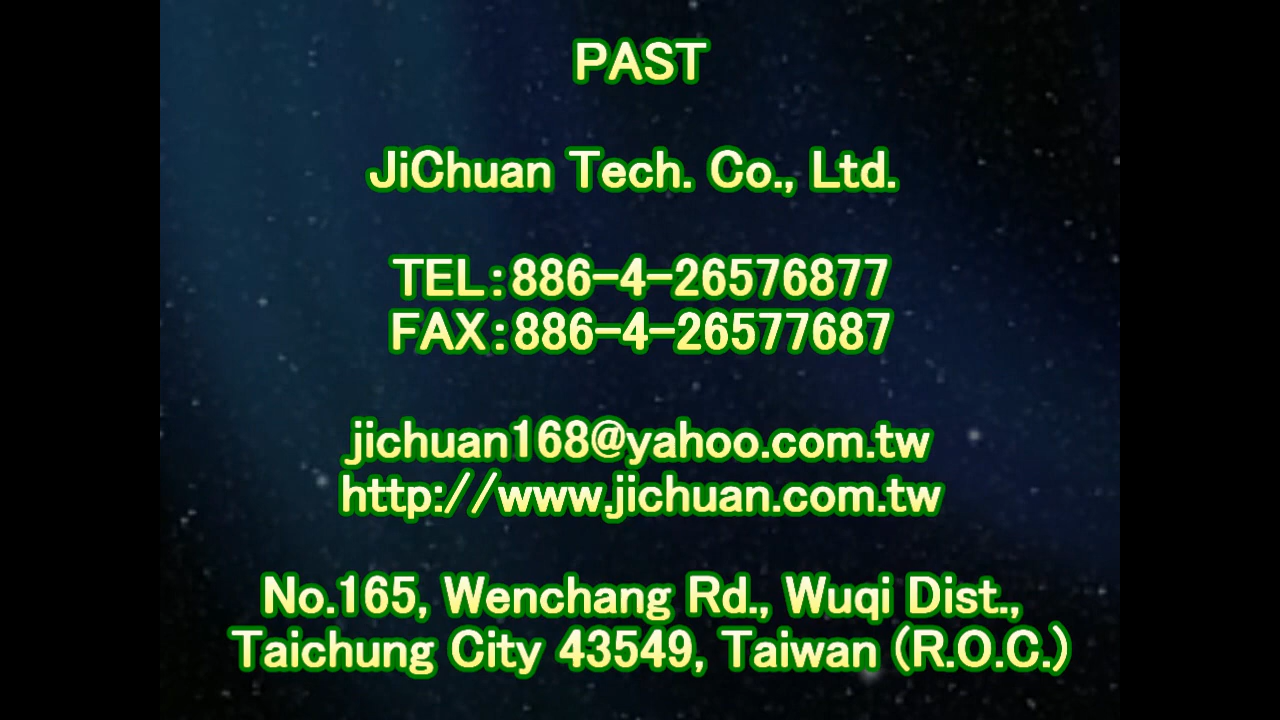 PAST
JiChuan Tech. Co., Ltd.
TEL:886-4-26576877
FAX:886-4-26577687
jichuan168@yahoo.com.tw
http://www.jichuan.com.tw
No.165, Wenchang Rd., Wuqi Dist.,
Taichung City 43549, Taiwan (R.O.C.)